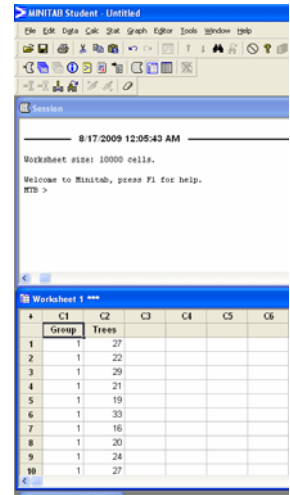 MINITAB Student - Untitled
File Edit Data Calc Stat Graph Editor Tools Window Help
Session
8/17/2009 12:05:43 AM
Worksheet size: 10000 cells.
Welcome to Minitab, press F1 for help.
MTB >
Worksheet 1 ***
+ C1 C2 C3 C4 C5 C6
Group Trees
1 1 27
2 1 22
3 1 29
4 1 21
5 1 19
6 1 33
7 1 16
8 1 20
9 1 24
10 1 27